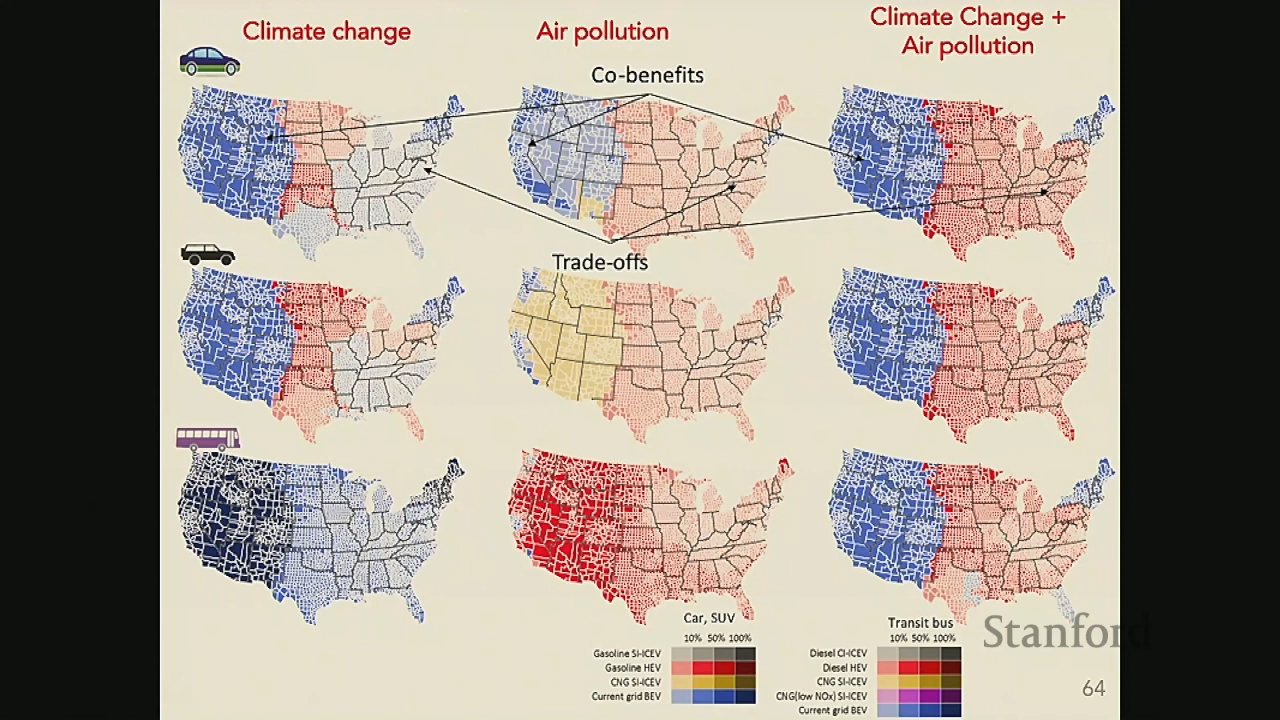 Climate change
Air pollution
Climate Change +
Air pollution
Co-benefits
Trade-offs
Car, SUV
10% 50% 100%
Gasoline SI-ICEV
Gasoline HEV
CNG SI-ICEV
Current grid BEV
Transit bus
10% 50% 100%
Diesel CI-ICEV
Diesel HEV
CNG SI-ICEV
CNG(low NOx) SI-ICEV
Current grid BEV
Stanford
64